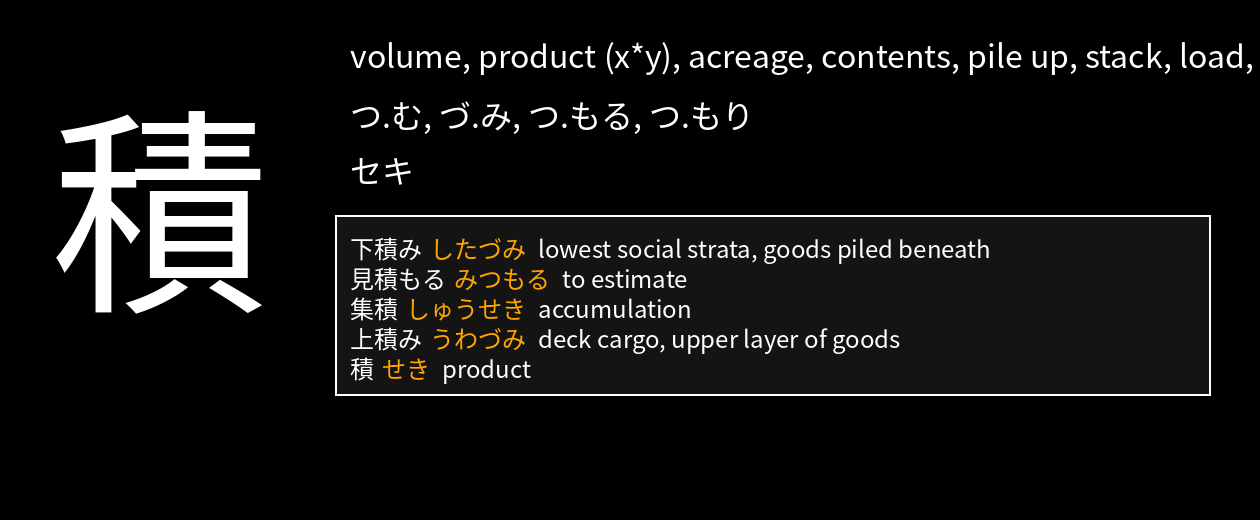 積
volume, product (x*y), acreage, contents, pile up, stack, load,
つ.む, づ.み, つ.もる, つ.もり
セキ
下積み したづみ lowest social strata, goods piled beneath
見積もる みつもる to estimate
集積 しゅうせき accumulation
上積み うわづみ deck cargo, upper layer of goods
積 せき product